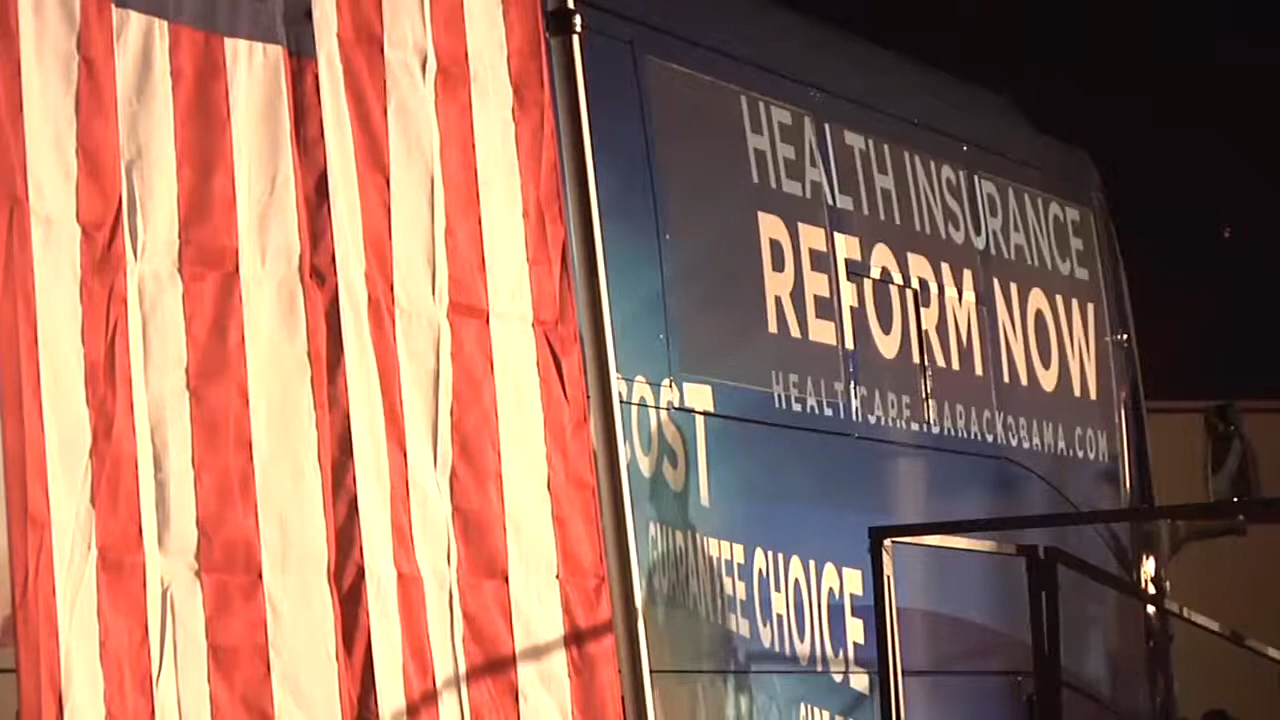 HEALTH INSURANCE
REFORM NOW
HEALTHCARE.BARACKOBAMA.COM
COST
GUARANTEE CHOICE